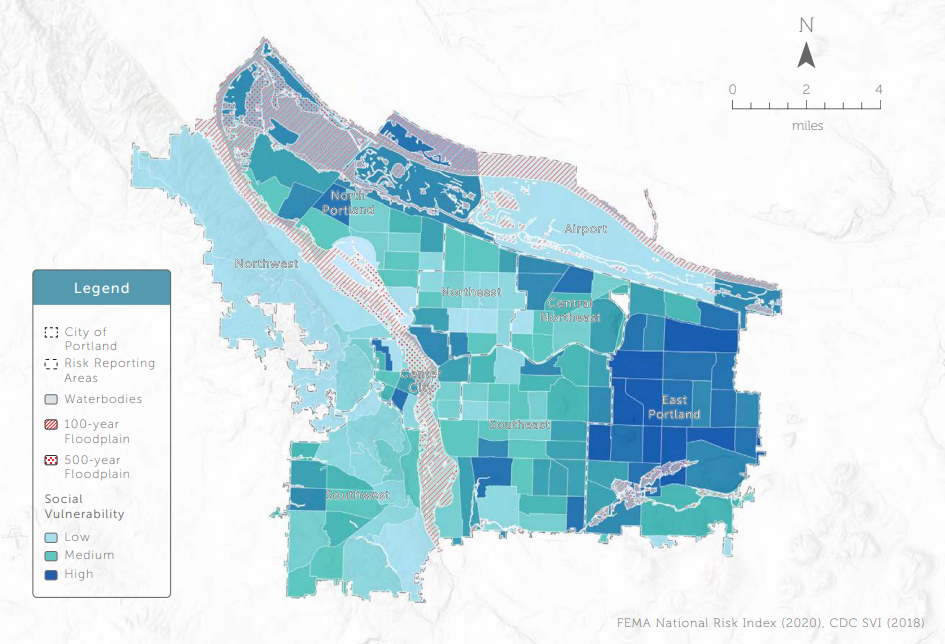 N
0 2 4
miles
North
Portland
Airport
Northwest
Northeast
Central
Northeast
Central
City
East
Portland
Southeast
Southwest
Legend
City of
Portland
Risk Reporting
Areas
Waterbodies
100-year
Floodplain
500-year
Floodplain
Social
Vulnerability
Low
Medium
High
FEMA National Risk Index (2020), CDC SVI (2018)